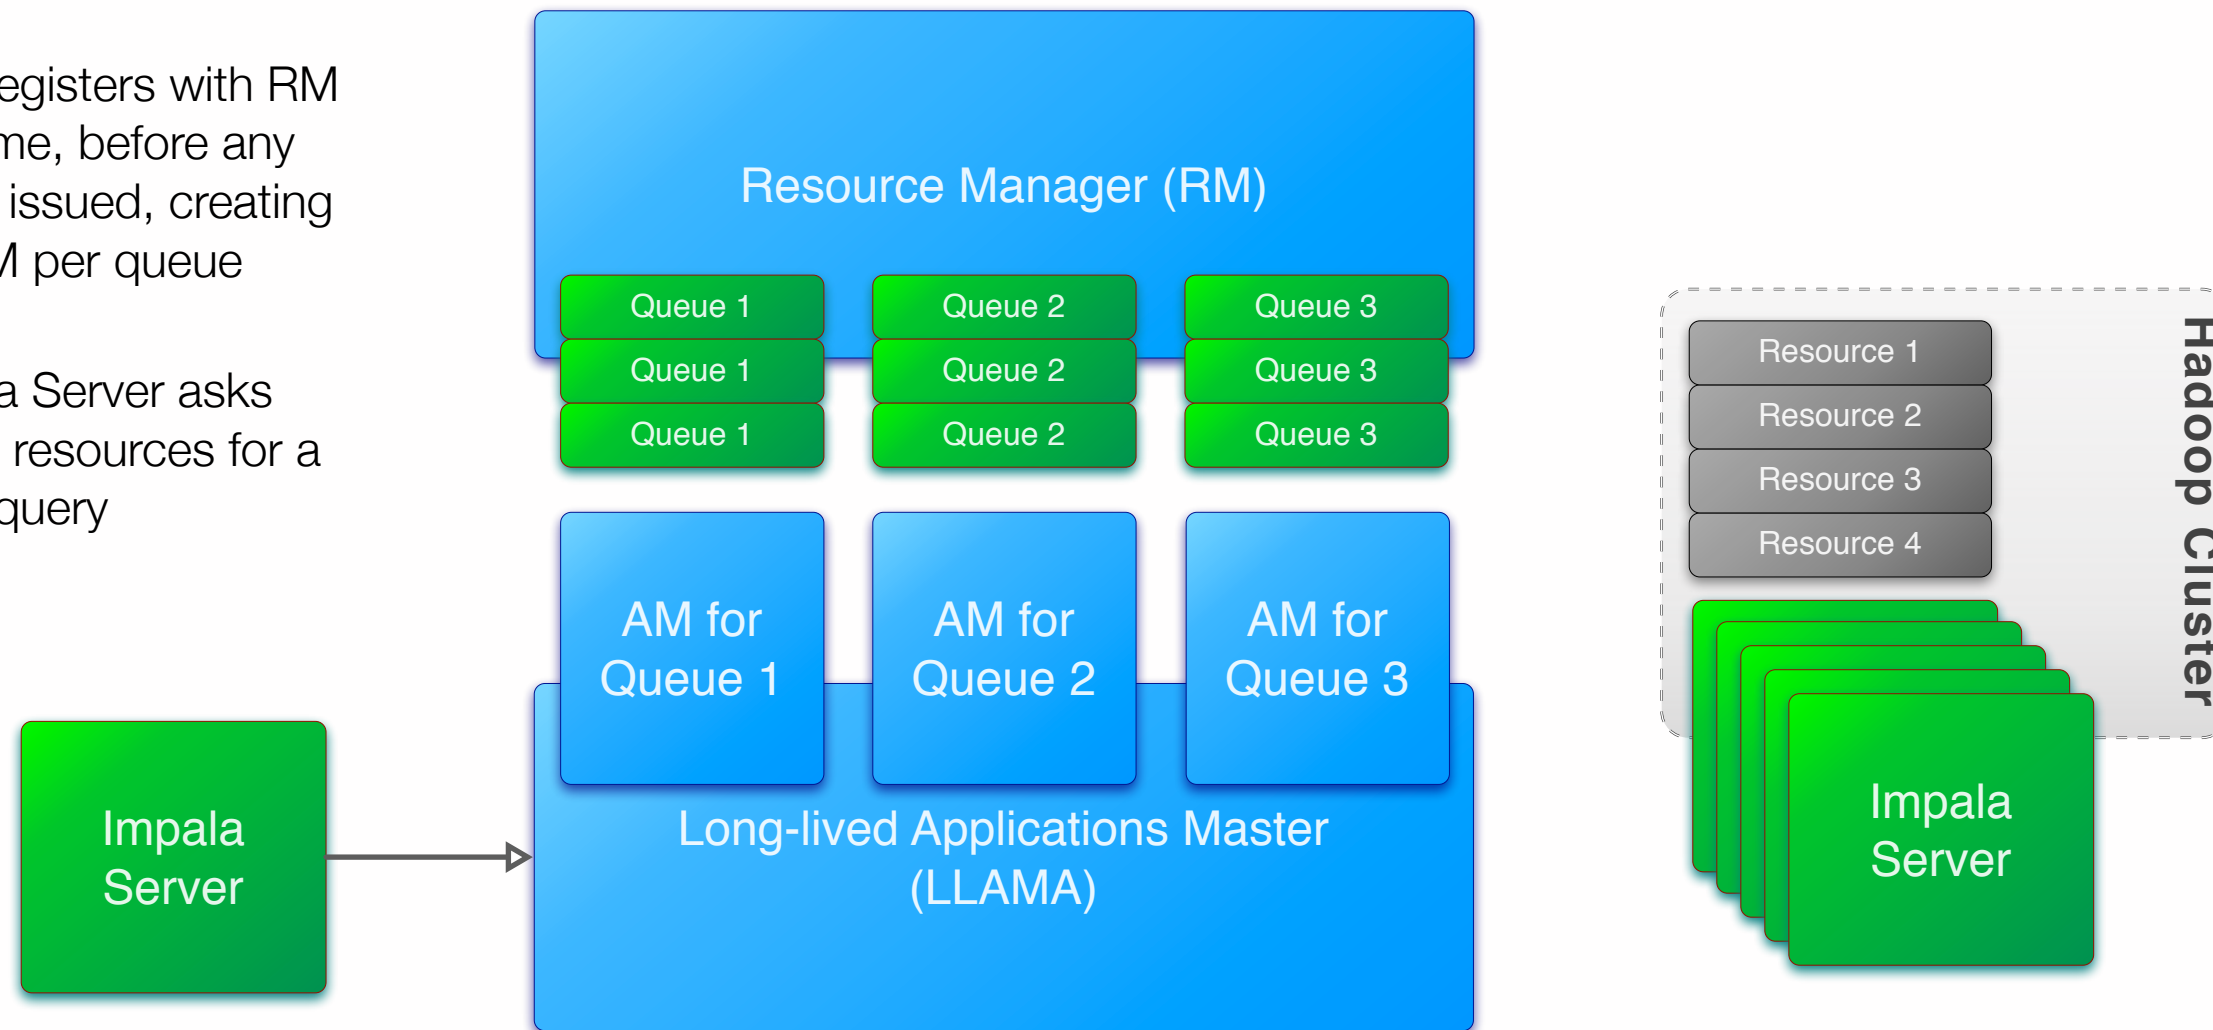 egisters with RM
me, before any
issued, creating
M per queue
a Server asks
resources for a
query
Resource Manager (RM)
Queue 1
Queue 2
Queue 3
Queue 1
Queue 2
Queue 3
Queue 1
Queue 2
Queue 3
AM for
Queue 1
AM for
Queue 2
AM for
Queue 3
Impala
Server
Long-lived Applications Master
(LLAMA)
Resource 1
Resource 2
Resource 3
Resource 4
Hadoop Cluster
Impala
Server